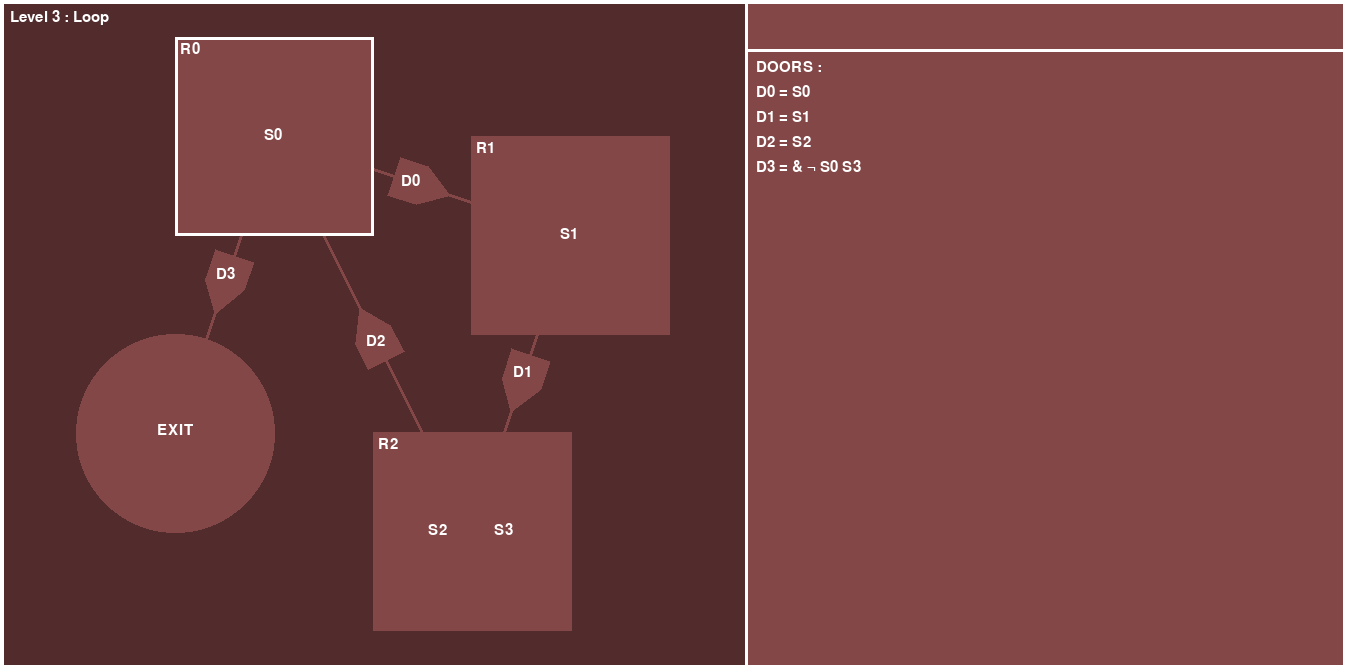 Level 3 : Loop
R0
S0
D0
R1
S1
D3
D2
D1
EXIT
R2
S2 S3
DOORS :
D0 = S0
D1 = S1
D2 = S2
D3 = & ¬ S0 S3